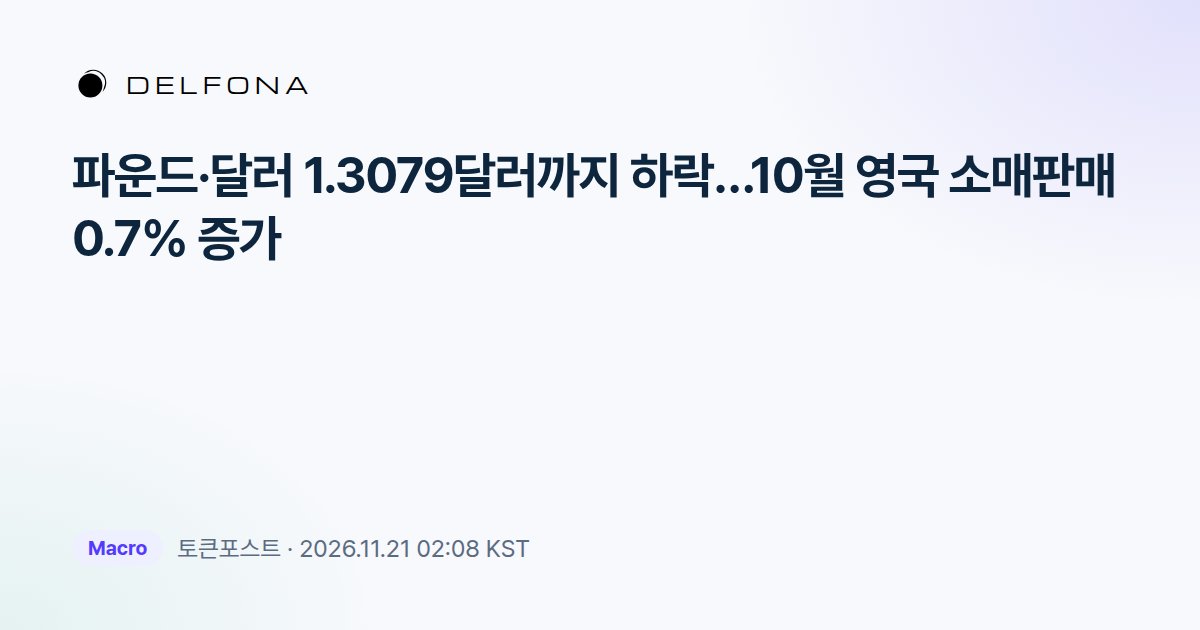 DELFONA
파운드·달러 1.3079달러까지 하락...10월 영국 소매판매
0.7% 증가
Macro 토큰포스트 · 2026.11.21 02:08 KST